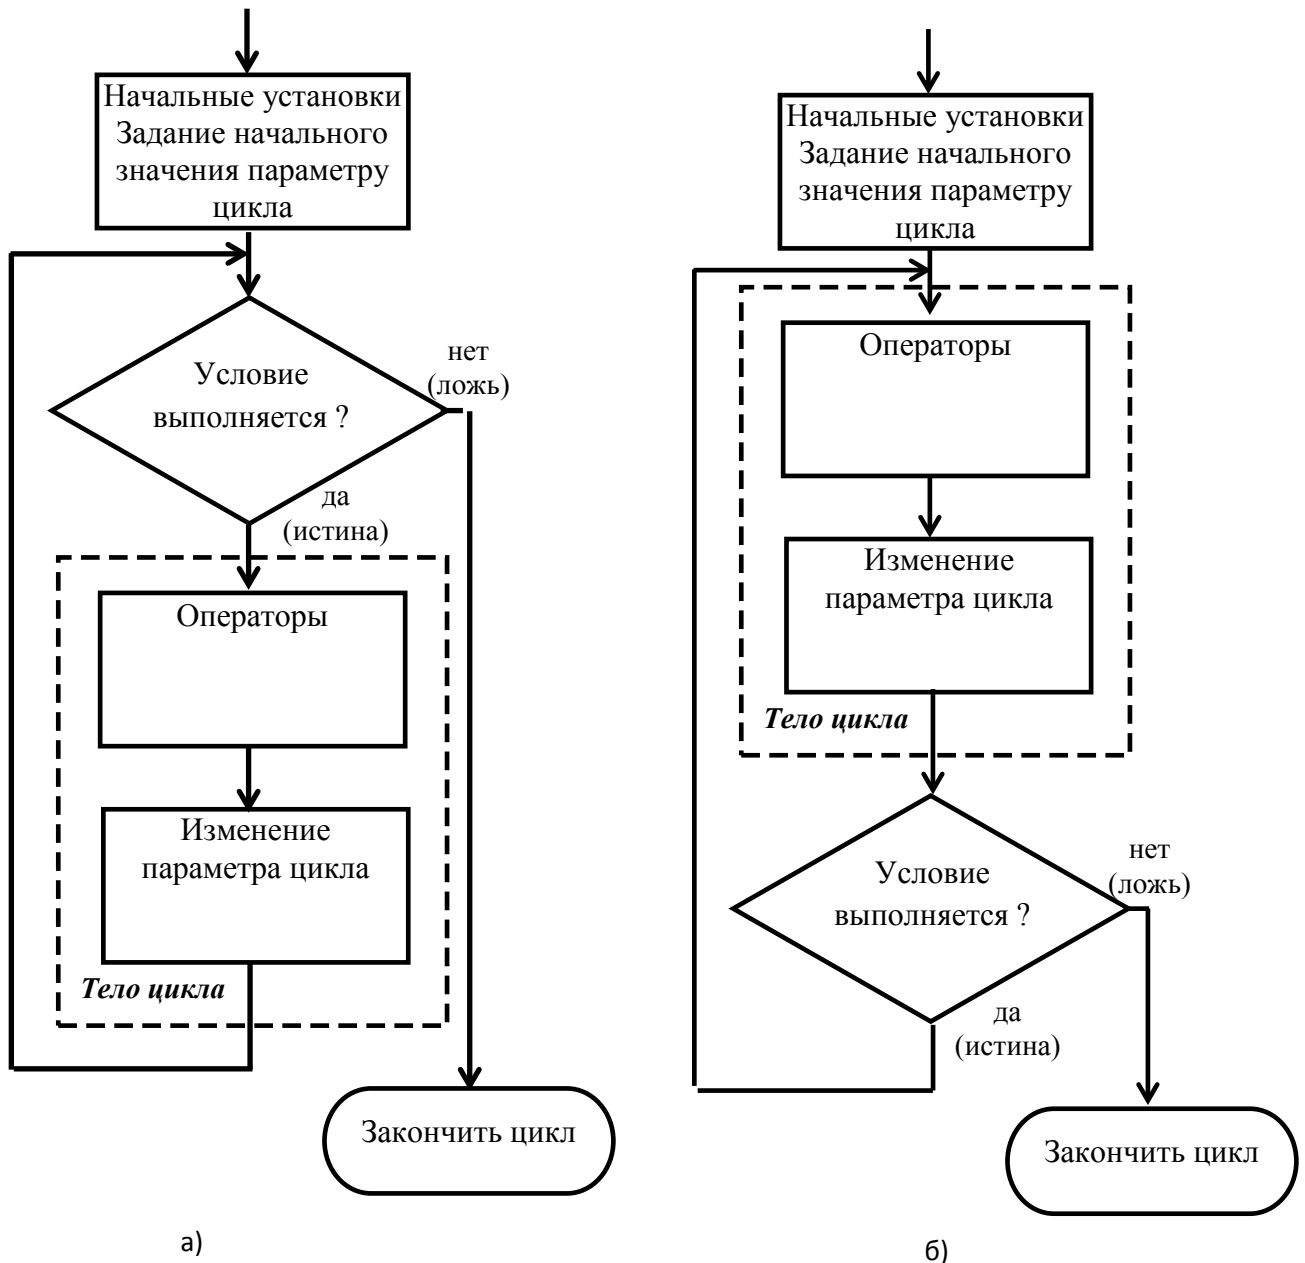 Начальные установки
Задание начального
значения параметру
цикла
Условие
выполняется ?
нет
(ложь)
да
(истина)
Операторы
Изменение
параметра цикла
Тело цикла
Закончить цикл
а)
Начальные установки
Задание начального
значения параметру
цикла
Операторы
Изменение
параметра цикла
Тело цикла
Условие
выполняется ?
нет
(ложь)
да
(истина)
Закончить цикл
б)